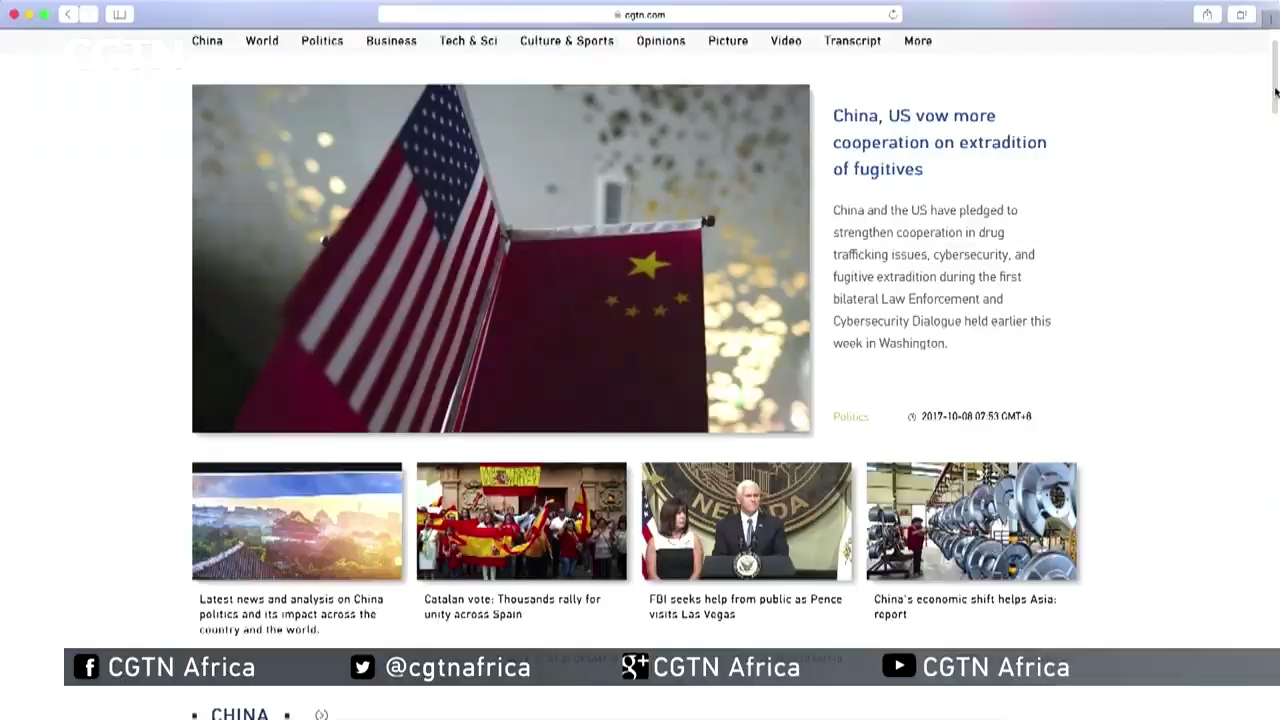 cgtn.com
CGTN
China World Politics Business Tech & Sci Culture & Sports Opinions Picture Video Transcript More
China, US vow more
cooperation on extradition
of fugitives
China and the US have pledged to
strengthen cooperation in drug
trafficking issues, cybersecurity, and
fugitive extradition during the first
bilateral Law Enforcement and
Cybersecurity Dialogue held earlier this
week in Washington.
Politics 2017-10-08 07:53 GMT+8
NEVADA
Latest news and analysis on China
politics and its impact across the
country and the world.
Catalan vote: Thousands rally for
unity across Spain
FBI seeks help from public as Pence
visits Las Vegas
China's economic shift helps Asia:
report
CGTN Africa @cgtnafrica g+ CGTN Africa CGTN Africa
CHINA